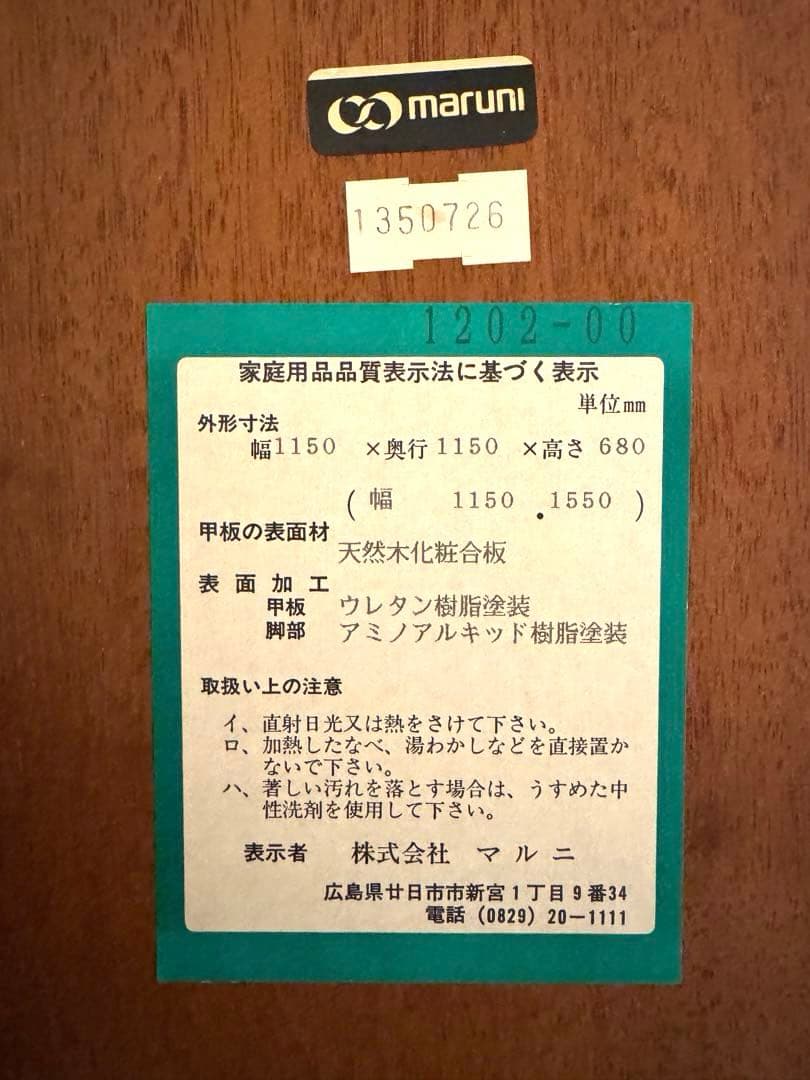 maruni
1350726
1202-00
家庭用品品質表示法に基づく表示
単位mm
外形寸法
幅1150 ×奥行1150 ×高さ 680
(幅 1150 . 1550 )
甲板の表面材
天然木化粧合板
表面加工
甲板 ウレタン樹脂塗装
脚部 アミノアルキッド樹脂塗装
取扱い上の注意
イ、直射日光又は熱をさけて下さい。
ロ、加熱したなべ、湯わかしなどを直接置か
ないで下さい。
ハ、著しい汚れを落とす場合は、うすめた中
性洗剤を使用して下さい。
表示者 株式会社 マルニ
広島県廿日市市新宮1丁目9番34
電話 (0829) 20-1111